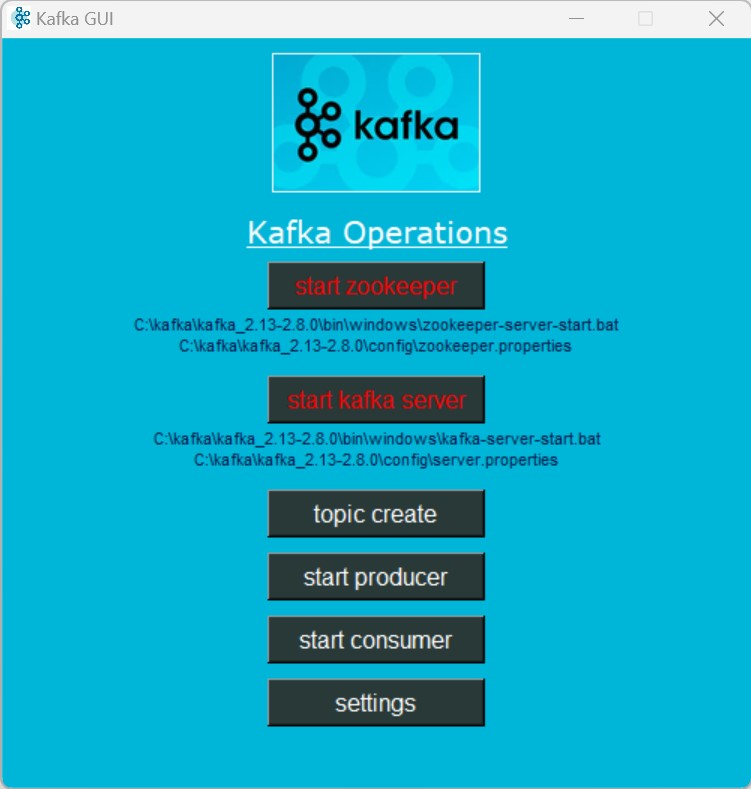 Kafka GUI
kafka
Kafka Operations
start zookeeper
C:\kafka\kafka_2.13-2.8.0\bin\windows\zookeeper-server-start.bat
C:\kafka\kafka_2.13-2.8.0\config\zookeeper.properties
start kafka server
C:\kafka\kafka_2.13-2.8.0\bin\windows\kafka-server-start.bat
C:\kafka\kafka_2.13-2.8.0\config\server.properties
topic create
start producer
start consumer
settings